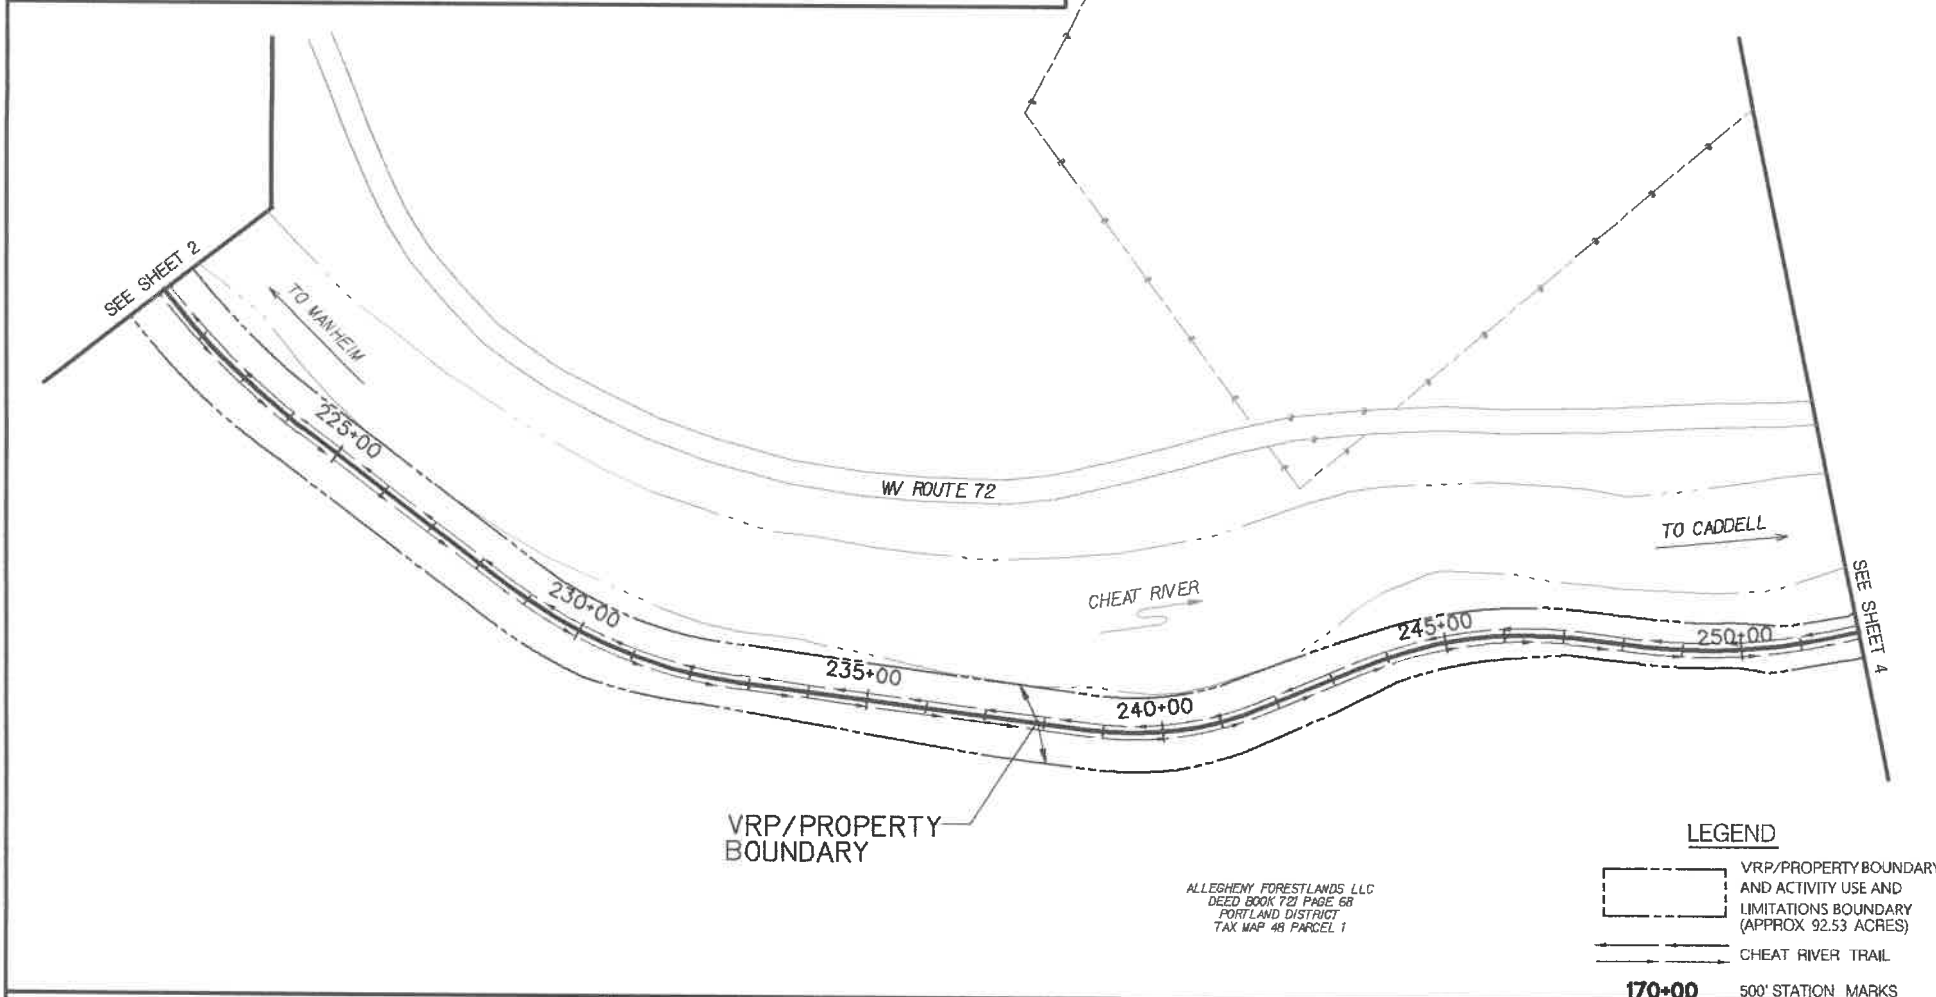 SEE SHEET 2
TO MANHEIM
225+00
230+00
WV ROUTE 72
TO CADDELL
CHEAT RIVER
SEE SHEET 4
235+00
240+00
245+00
250+00
VRP/PROPERTY
BOUNDARY
ALLEGHENY FORESTLANDS LLC
DEED BOOK 721 PAGE 68
PORTLAND DISTRICT
TAX MAP 48 PARCEL 1
LEGEND
VRP/PROPERTY BOUNDARY
AND ACTIVITY USE AND
LIMITATIONS BOUNDARY
(APPROX 92.53 ACRES)
CHEAT RIVER TRAIL
170+00 500' STATION MARKS